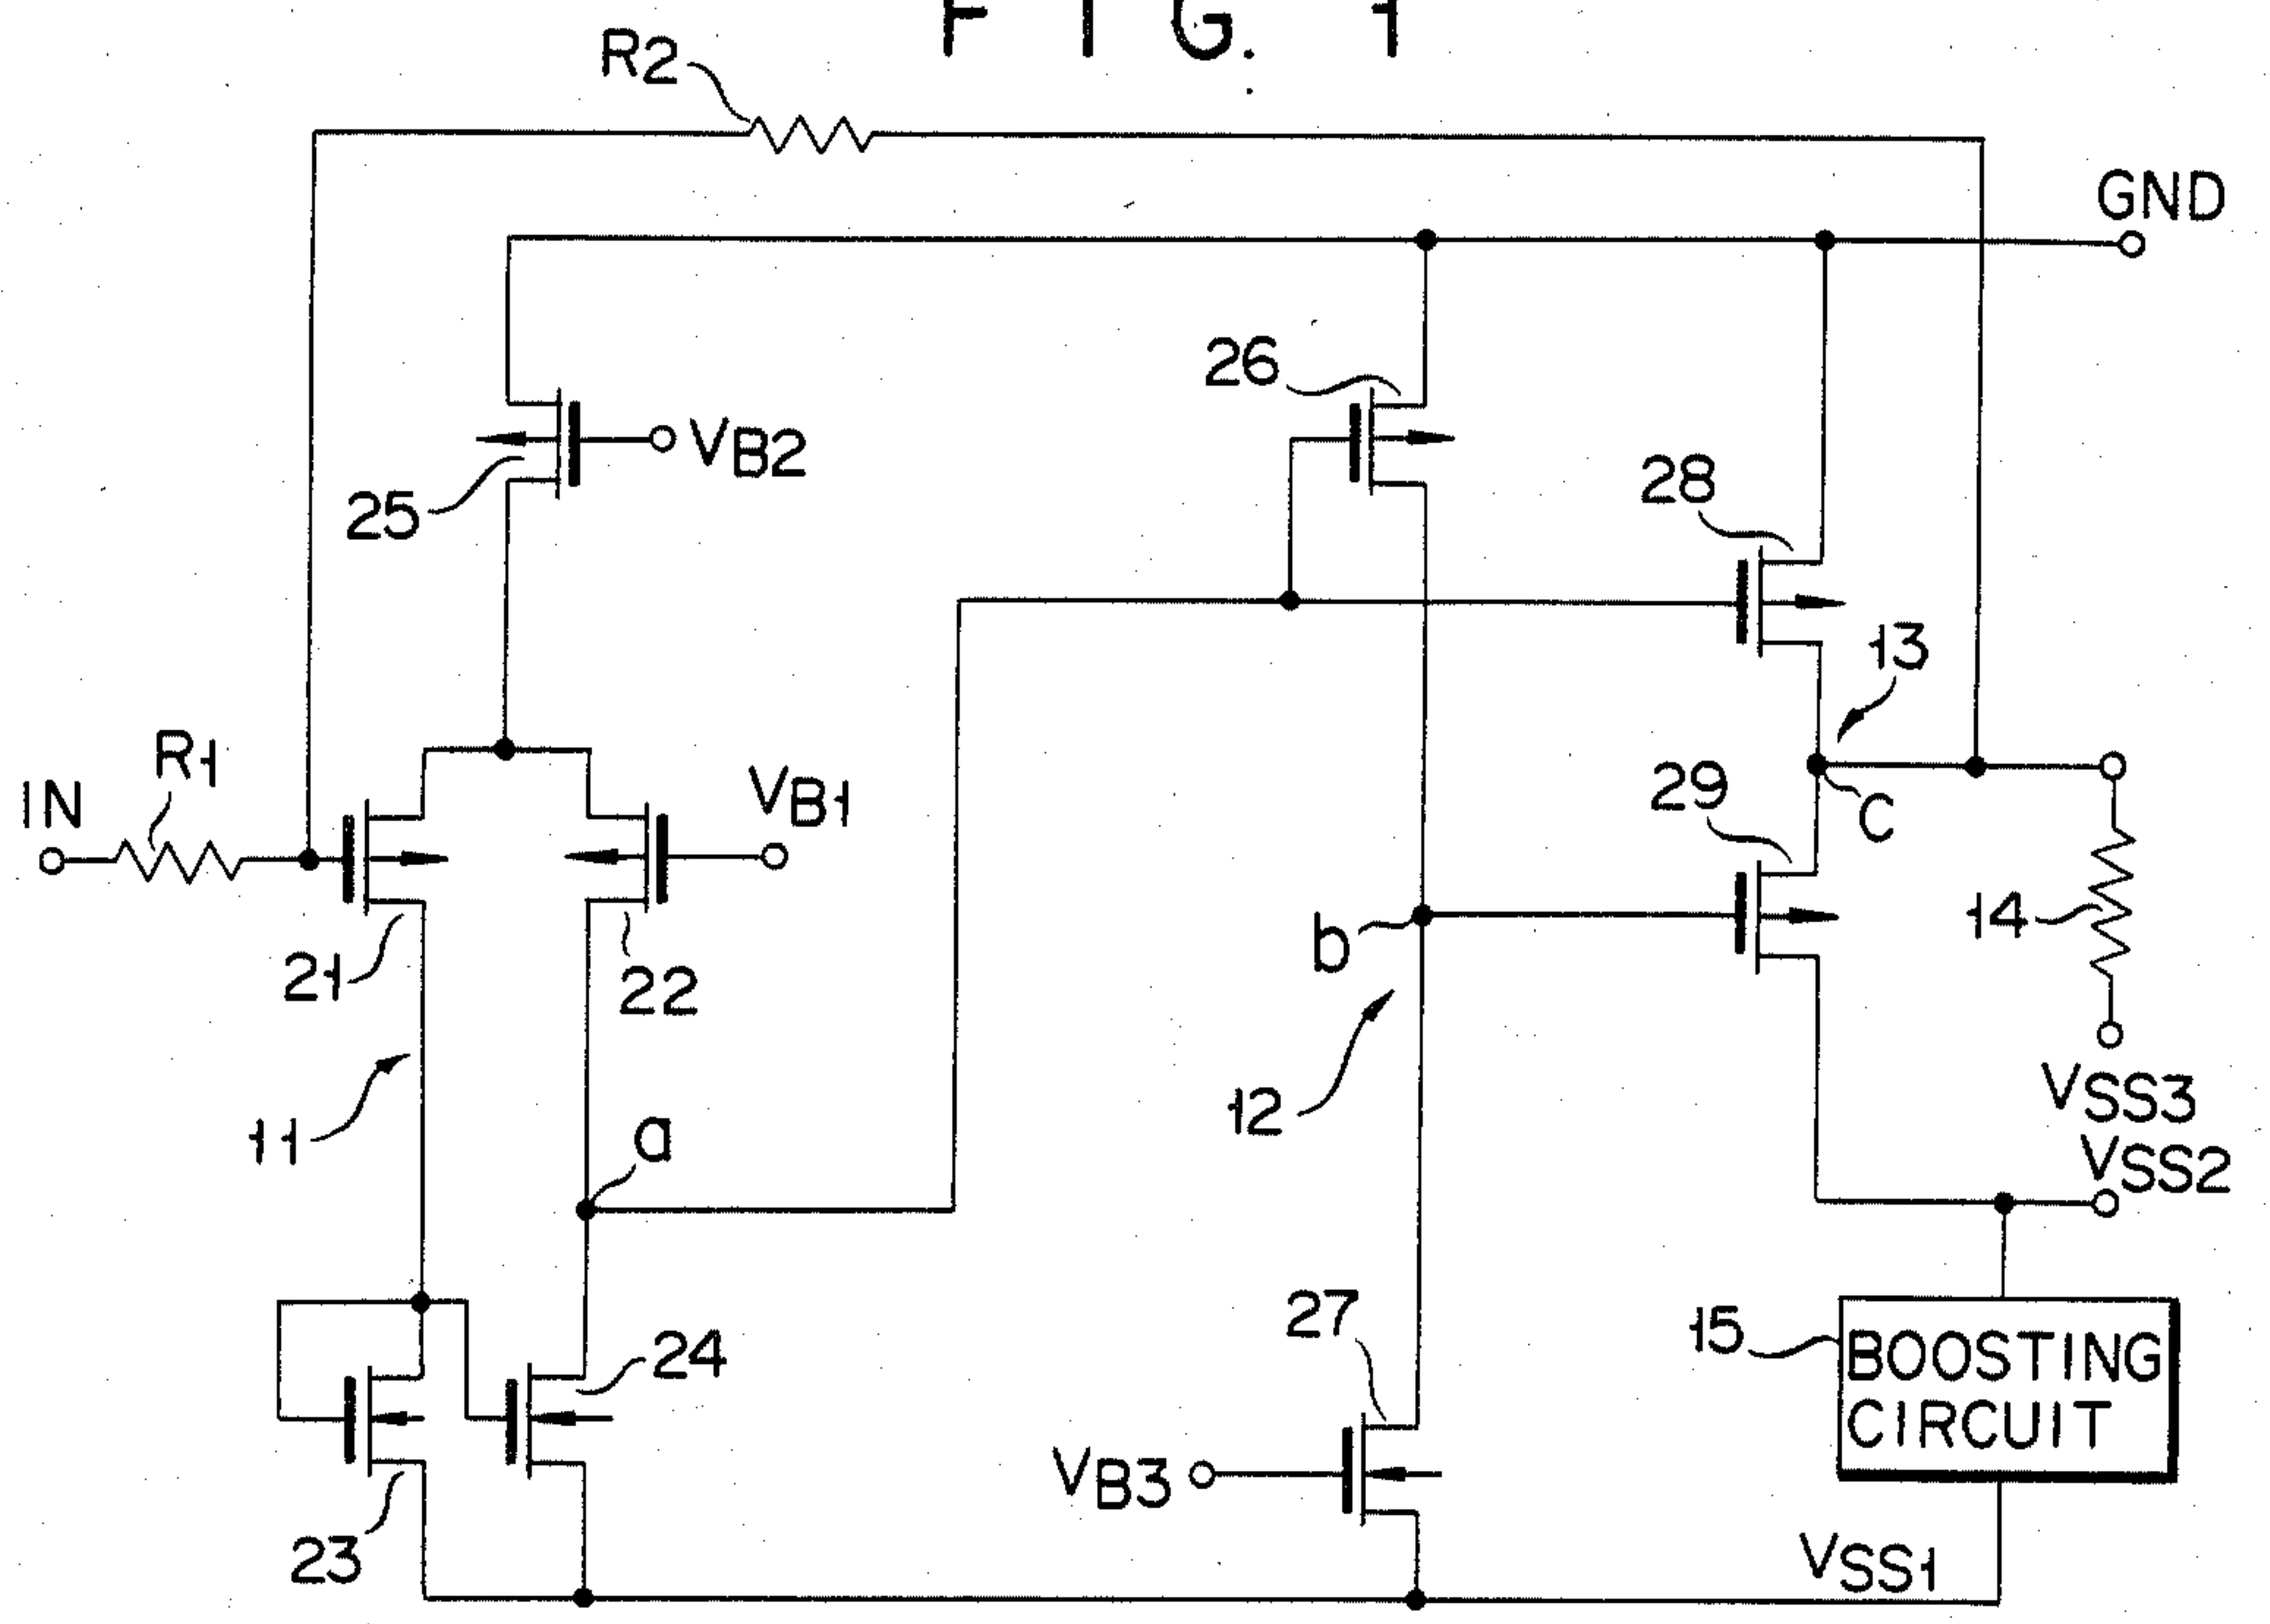 FIG. 1
R2
GND
26
VB2
28
25
13
R1
IN
VB1
29
C
14
b
21
22
VSS3
12
11
a
VSS2
27
15
BOOSTING
CIRCUIT
24
VB3
23
VSS1